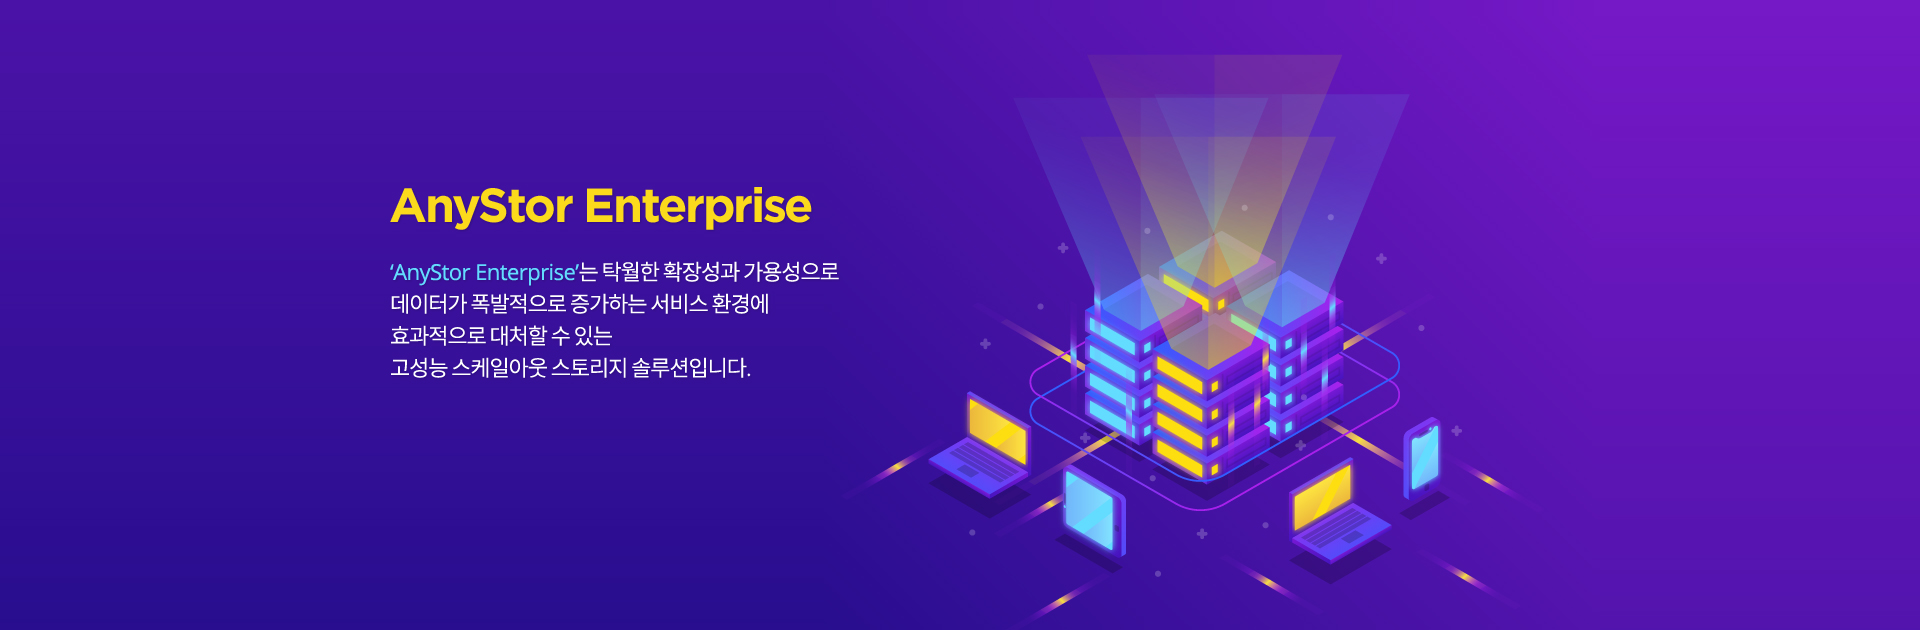 AnyStor Enterprise
‘AnyStor Enterprise’는 탁월한 확장성과 가용성으로
데이터가 폭발적으로 증가하는 서비스 환경에
효과적으로 대처할 수 있는
고성능 스케일아웃 스토리지 솔루션입니다.